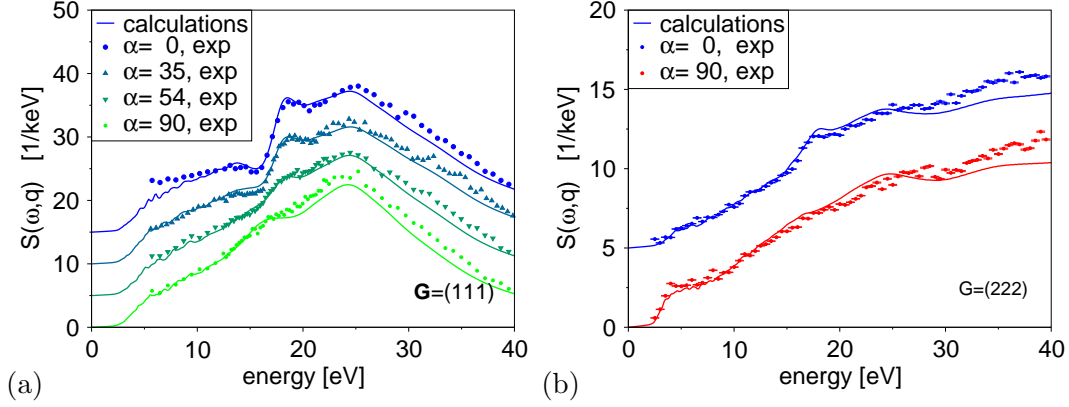 50
40
30
20
10
0
S(ω,q) [1/keV]
calculations
α= 0, exp
α= 35, exp
α= 54, exp
α= 90, exp
G=(111)
0 10 20 30 40
energy [eV]
(a)
20
15
10
5
0
S(ω,q) [1/keV]
calculations
α= 0, exp
α= 90, exp
G=(222)
0 10 20 30 40
energy [eV]
(b)